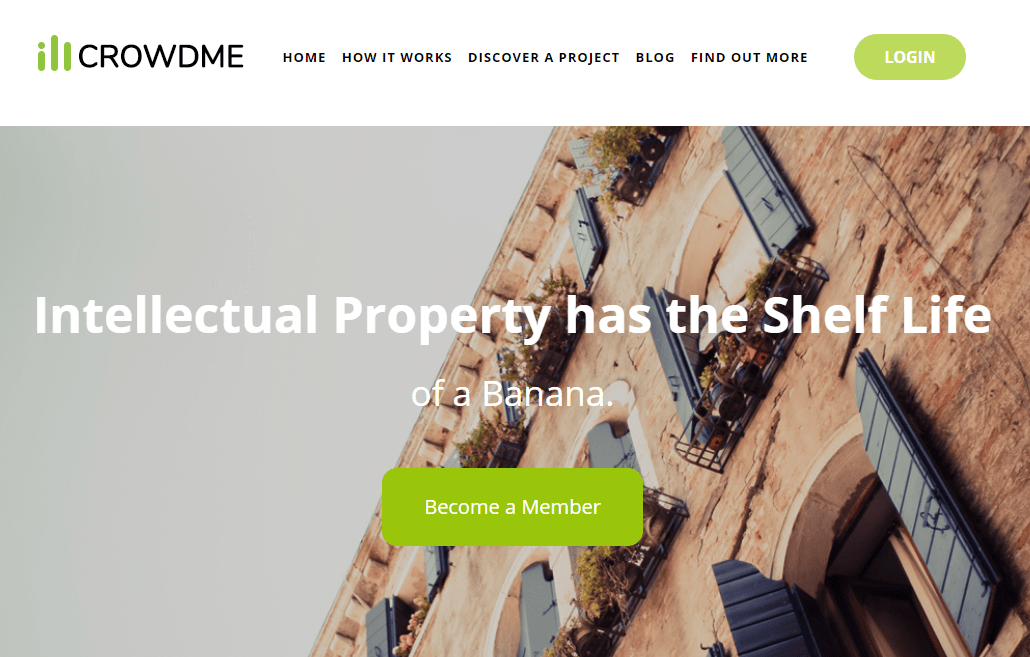 CROWDME
HOME HOW IT WORKS DISCOVER A PROJECT BLOG FIND OUT MORE
LOGIN
Intellectual Property has the Shelf Life
of a Banana.
Become a Member